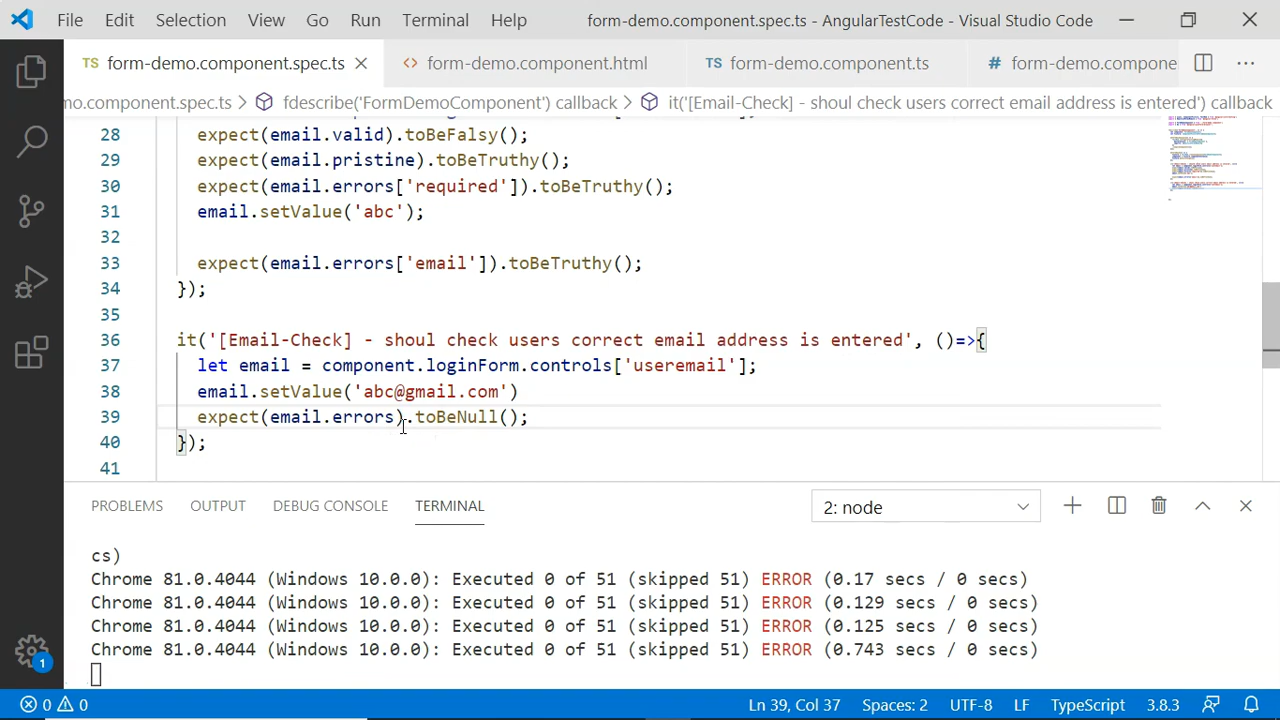 File Edit Selection View Go Run Terminal Help form-demo.component.spec.ts - AngularTestCode - Visual Studio Code
TS form-demo.component.spec.ts <> form-demo.component.html TS form-demo.component.ts # form-demo.compone
mo.component.spec.ts > fdescribe('FormDemoComponent') callback > it('[Email-Check] - shoul check users correct email address is entered') callback
28 expect(email.valid).toBeFalsy();
29 expect(email.pristine).toBeTruthy();
30 expect(email.errors['required']).toBeTruthy();
31 email.setValue('abc');
32
33 expect(email.errors['email']).toBeTruthy();
34 });
35
36 it('[Email-Check] - shoul check users correct email address is entered', ()=>{
37 let email = component.loginForm.controls['useremail'];
38 email.setValue('abc@gmail.com')
39 expect(email.errors).toBeNull();
40 });
41
PROBLEMS OUTPUT DEBUG CONSOLE TERMINAL 2: node
cs)
Chrome 81.0.4044 (Windows 10.0.0): Executed 0 of 51 (skipped 51) ERROR (0.17 secs / 0 secs)
Chrome 81.0.4044 (Windows 10.0.0): Executed 0 of 51 (skipped 51) ERROR (0.129 secs / 0 secs)
Chrome 81.0.4044 (Windows 10.0.0): Executed 0 of 51 (skipped 51) ERROR (0.125 secs / 0 secs)
Chrome 81.0.4044 (Windows 10.0.0): Executed 0 of 51 (skipped 51) ERROR (0.743 secs / 0 secs)
1 0 0 Ln 39, Col 37 Spaces: 2 UTF-8 LF TypeScript 3.8.3